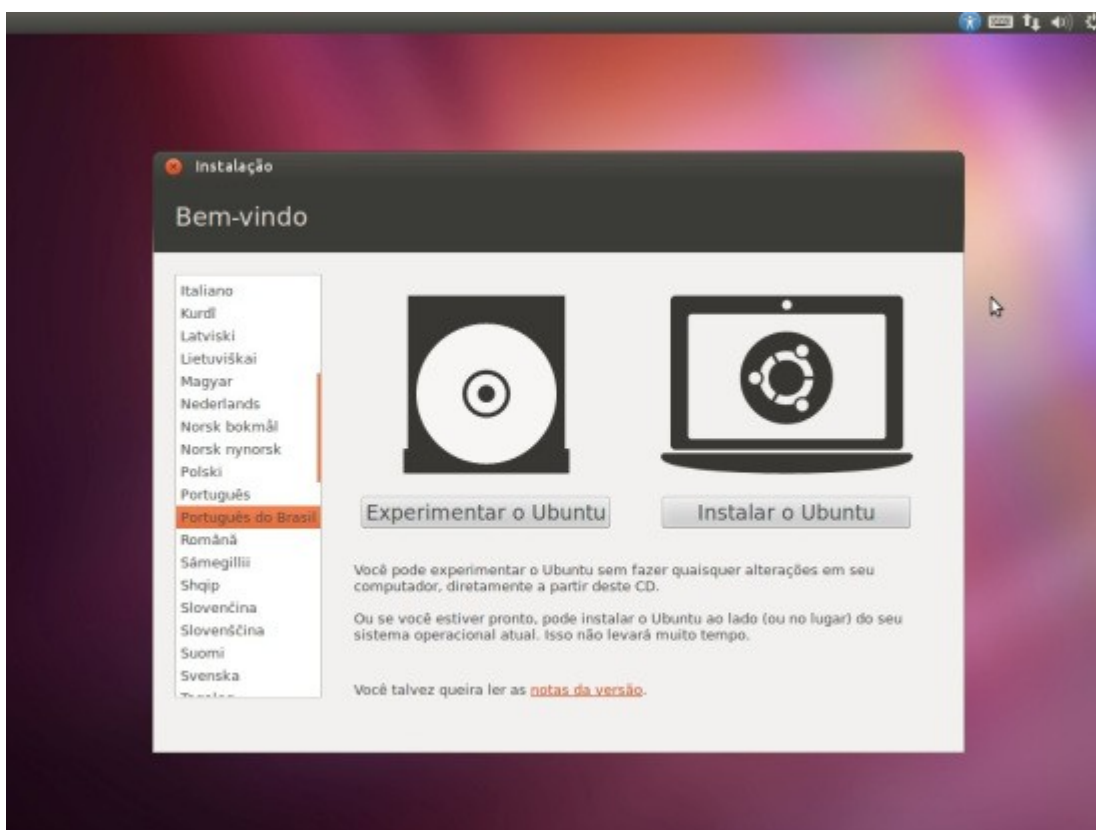 Instalação
Bem-vindo
Italiano
Kurdî
Latviski
Lietuviškai
Magyar
Nederlands
Norsk bokmål
Norsk nynorsk
Polski
Português
Português do Brasil
Română
Sámegillii
Shqip
Slovenčina
Slovenščina
Suomi
Svenska
Experimentar o Ubuntu
Instalar o Ubuntu
Você pode experimentar o Ubuntu sem fazer quaisquer alterações em seu
computador, diretamente a partir deste CD.
Ou se você estiver pronto, pode instalar o Ubuntu ao lado (ou no lugar) do seu
sistema operacional atual. Isso não levará muito tempo.
Você talvez queira ler as notas da versão.